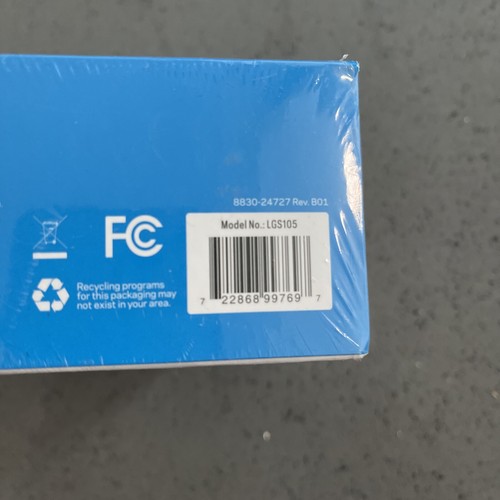 8830-24727 Rev. B01
FC
Model No.: LGS105
Recycling programs
for this packaging may
not exist in your area.
7 22868 99769 7